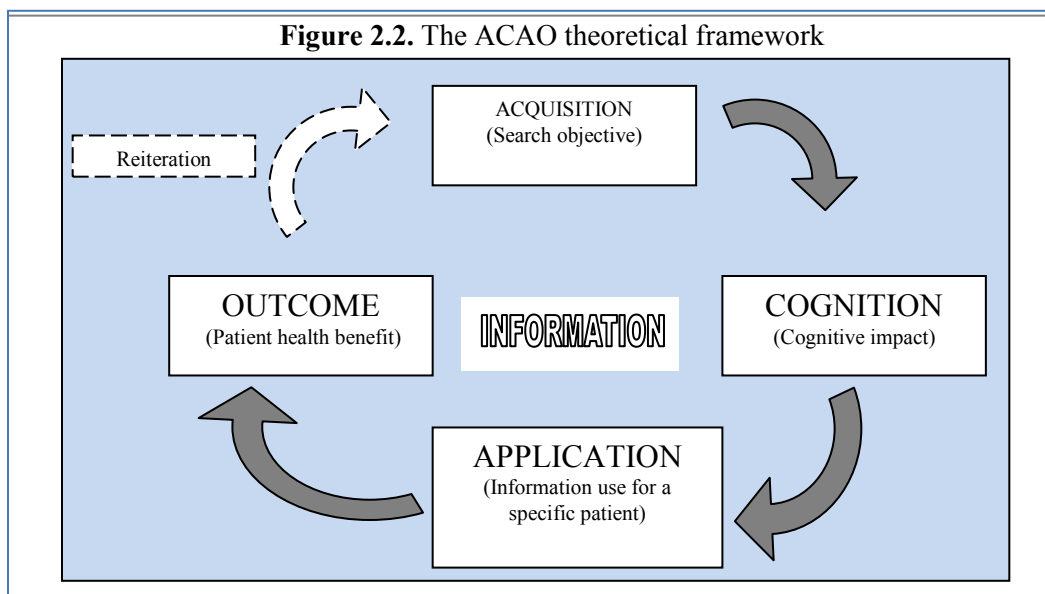 Figure 2.2. The ACAO theoretical framework
ACQUISITION
(Search objective)
Reiteration
OUTCOME
(Patient health benefit)
INFORMATION
COGNITION
(Cognitive impact)
APPLICATION
(Information use for a
specific patient)